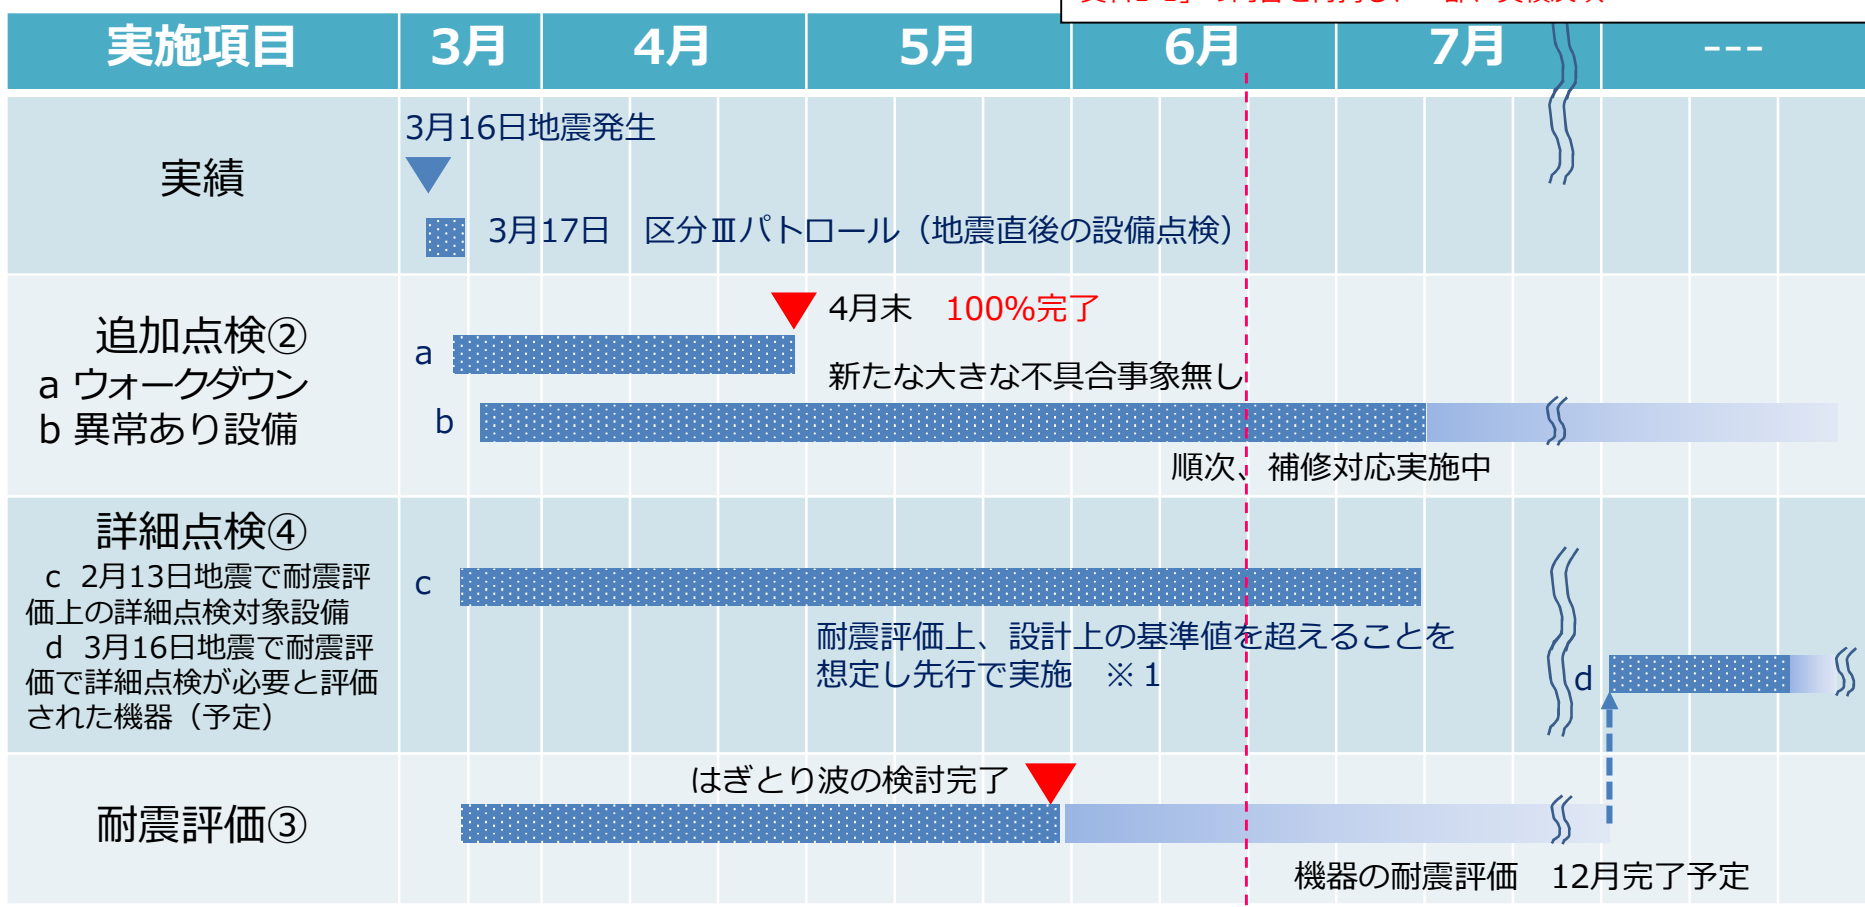 実施項目
3月
4月
5月
6月
7月
---
実績
3月16日地震発生
3月17日　区分Ⅲパトロール（地震直後の設備点検）
追加点検②
a ウォークダウン
b 異常あり設備
a
4月末　100%完了
新たな大きな不具合事象無し
b
順次、補修対応実施中
詳細点検④
c 2月13日地震で耐震評
価上の詳細点検対象設備
d 3月16日地震で耐震評
価で詳細点検が必要と評価
された機器（予定）
c
耐震評価上、設計上の基準値を超えることを
想定し先行で実施　※１
d
耐震評価③
はぎとり波の検討完了
機器の耐震評価　12月完了予定